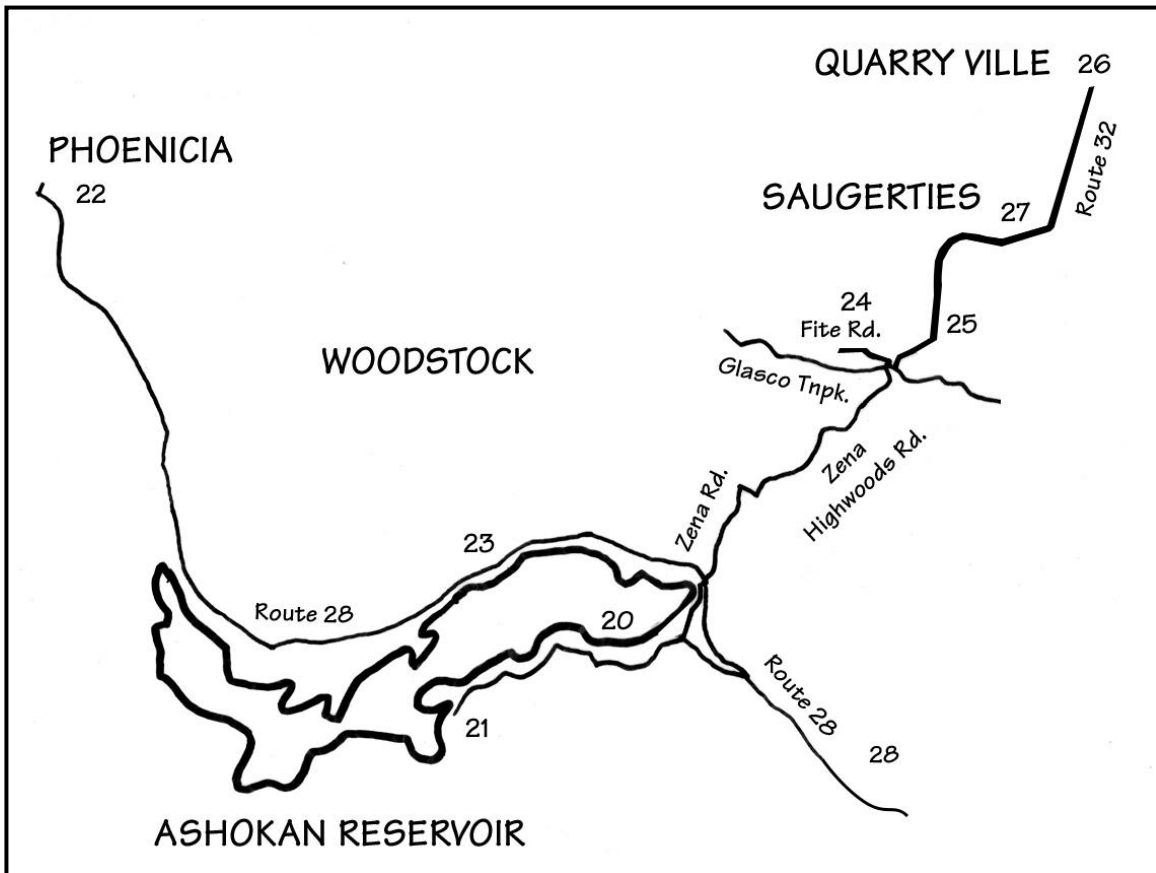 QUARRY VILLE 26
PHOENICIA
22
Route 32
SAUGERTIES 27
24
Fite Rd.
25
WOODSTOCK
Glasco Tnpk.
Zena
Highwoods Rd.
Zena Rd.
23
Route 28
20
21
Route 28
28
ASHOKAN RESERVOIR